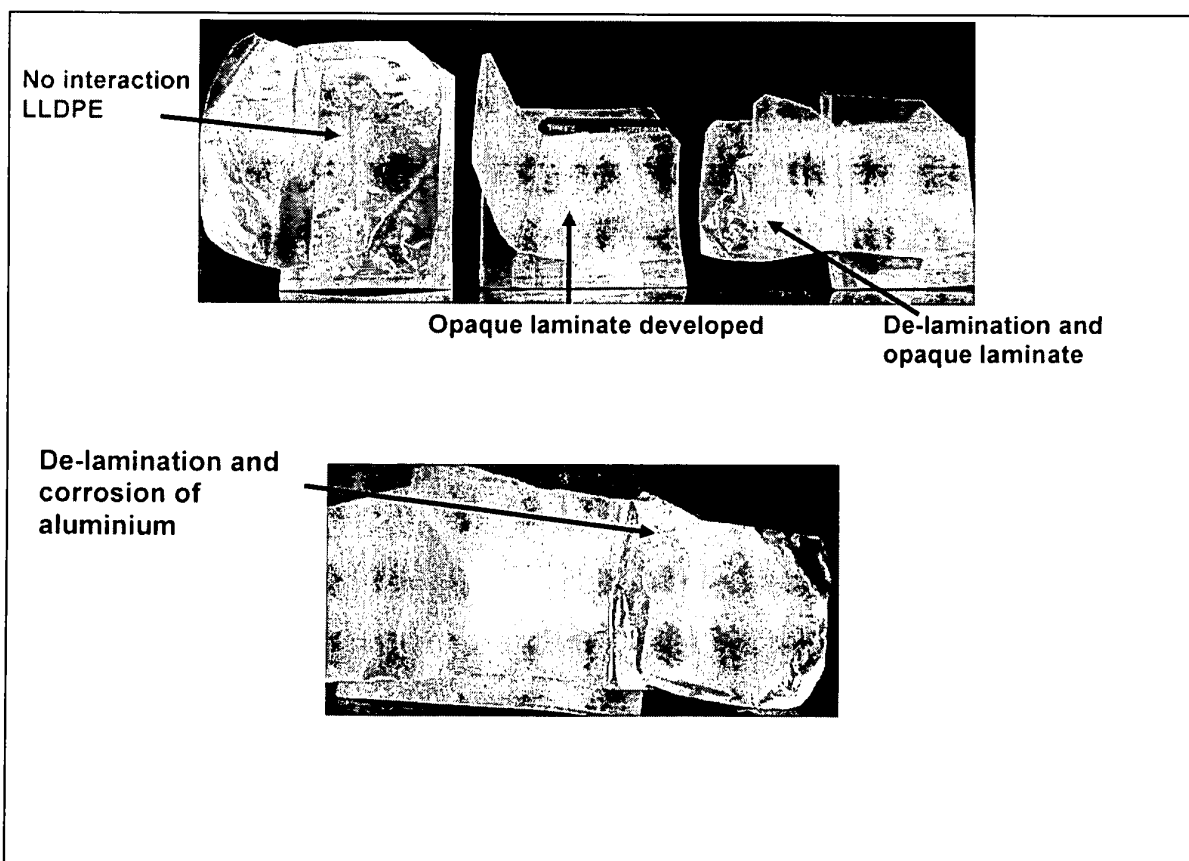 No interaction
LLDPE
Opaque laminate developed
De-lamination and
opaque laminate
De-lamination and
corrosion of
aluminium